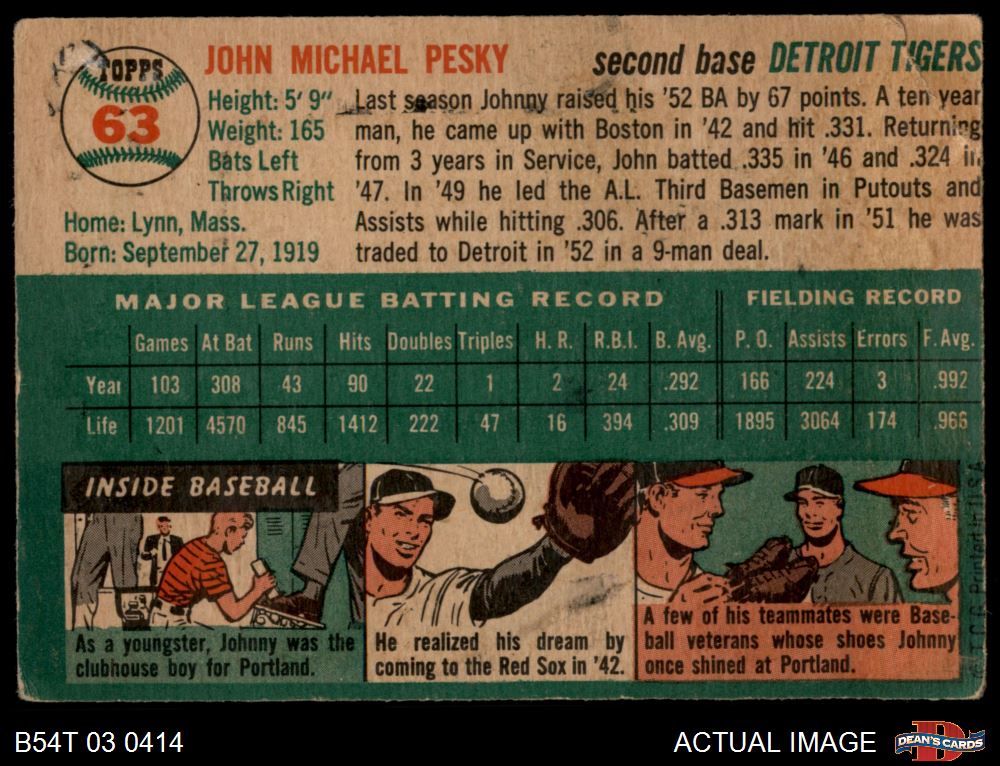 TOPPS
63
JOHN MICHAEL PESKY
second base DETROIT TIGERS
Height: 5' 9"
Weight: 165
Bats Left
Throws Right
Home: Lynn, Mass.
Born: September 27, 1919
Last season Johnny raised his '52 BA by 67 points. A ten year
man, he came up with Boston in '42 and hit .331. Returning
from 3 years in Service, John batted .335 in '46 and .324 in
'47. In '49 he led the A.L. Third Basemen in Putouts and
Assists while hitting .306. After a .313 mark in '51 he was
traded to Detroit in '52 in a 9-man deal.
MAJOR LEAGUE BATTING RECORD FIELDING RECORD
Games At Bat Runs Hits Doubles Triples H. R. R.B.I. B. Avg. P. O. Assists Errors F. Avg.
Year 103 308 43 90 22 1 2 24 .292 166 224 3 .992
Life 1201 4570 845 1412 222 47 16 394 .309 1895 3064 174 .966
INSIDE BASEBALL
As a youngster, Johnny was the
clubhouse boy for Portland.
He realized his dream by
coming to the Red Sox in '42.
A few of his teammates were Base-
ball veterans whose shoes Johnny
once shined at Portland.
T.C.G. Printed in U.S.A.
B54T 03 0414
ACTUAL IMAGE
DEAN'S CARDS